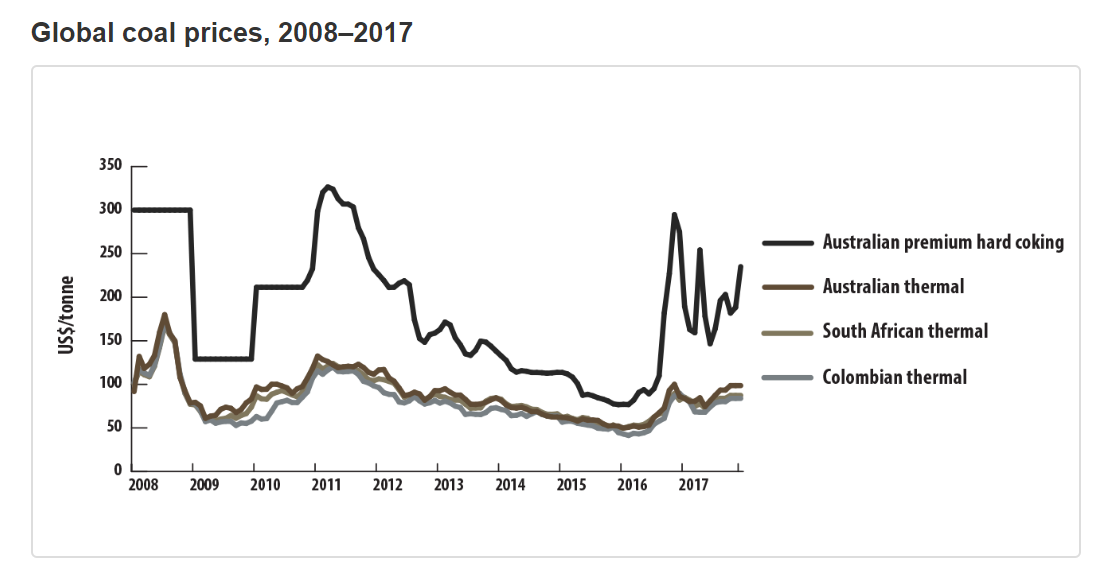 Global coal prices, 2008–2017
350
300
250
200
150
100
50
0
US$/tonne
2008 2009 2010 2011 2012 2013 2014 2015 2016 2017
Australian premium hard coking
Australian thermal
South African thermal
Colombian thermal